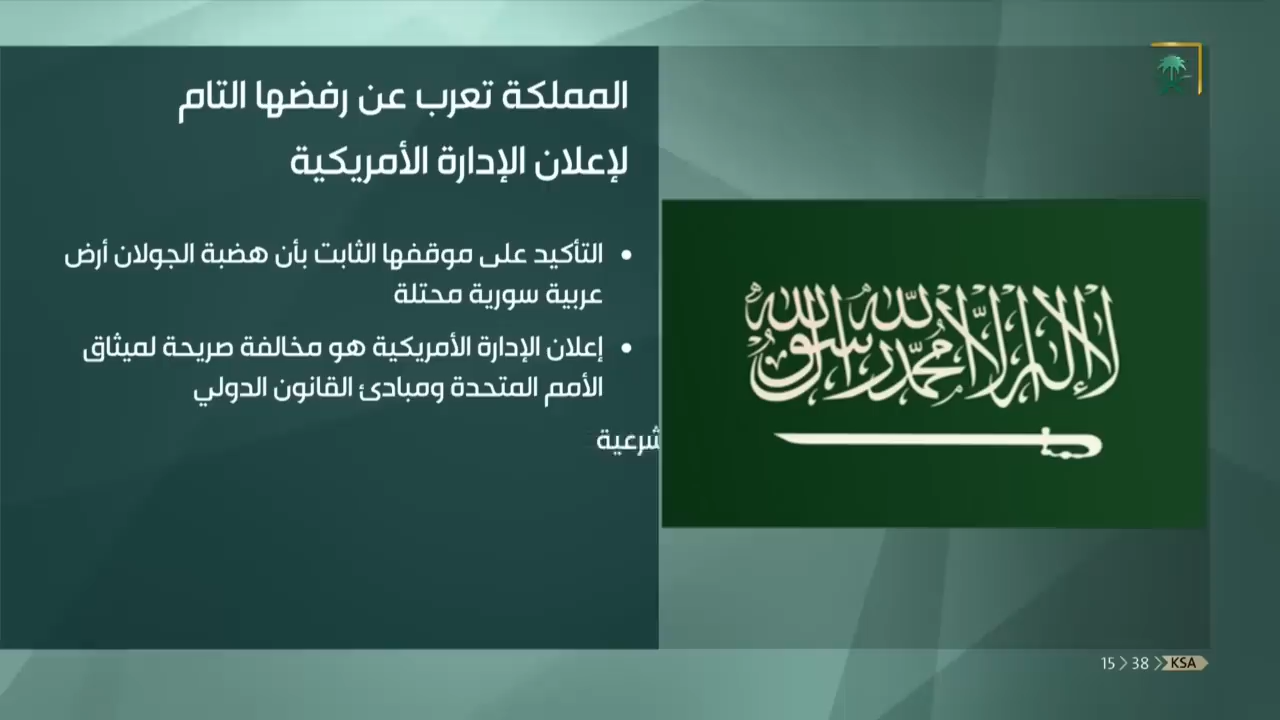 المملكة تعرب عن رفضها التام
لإعلان الإدارة الأمريكية
• التأكيد على موقفها الثابت بأن هضبة الجولان أرض
عربية سورية محتلة
• إعلان الإدارة الأمريكية هو مخالفة صريحة لميثاق
الأمم المتحدة ومبادئ القانون الدولي
شرعية
لا إله إلا الله محمد رسول الله
15 > 38 > KSA